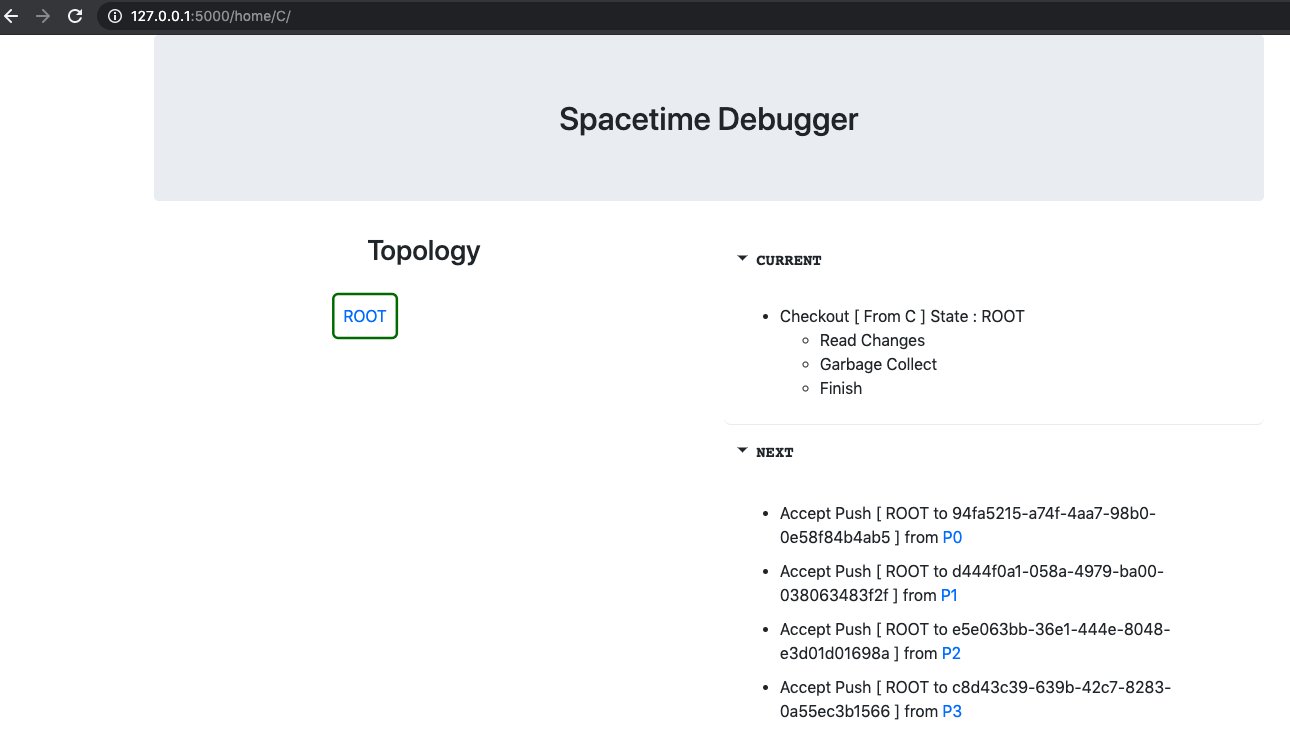 127.0.0.1:5000/home/C/
Spacetime Debugger
Topology
ROOT
CURRENT
Checkout [ From C ] State : ROOT
Read Changes
Garbage Collect
Finish
NEXT
Accept Push [ ROOT to 94fa5215-a74f-4aa7-98b0-
0e58f84b4ab5 ] from P0
Accept Push [ ROOT to d444f0a1-058a-4979-ba00-
038063483f2f ] from P1
Accept Push [ ROOT to e5e063bb-36e1-444e-8048-
e3d01d01698a ] from P2
Accept Push [ ROOT to c8d43c39-639b-42c7-8283-
0a55ec3b1566 ] from P3